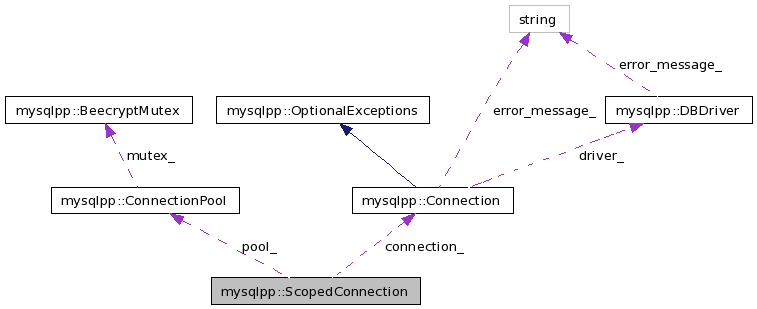 string
error_message_
mysqlpp::BeecryptMutex
mysqlpp::OptionalExceptions
error_message_
mysqlpp::DBDriver
mutex_
driver_
mysqlpp::ConnectionPool
mysqlpp::Connection
pool_
connection_
mysqlpp::ScopedConnection